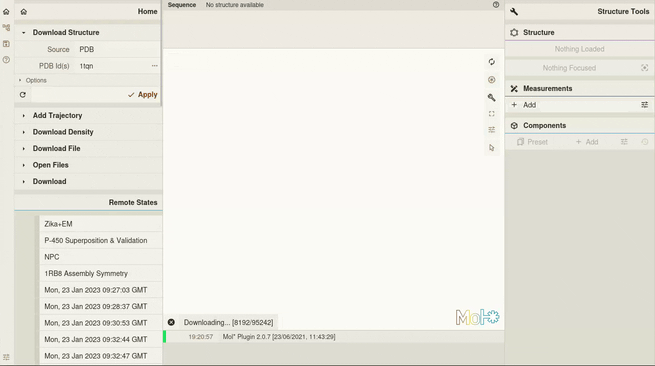 Home
Download Structure
Source PDB
PDB Id(s) 1tqn ...
Options
Apply
Add Trajectory
Download Density
Download File
Open Files
Download
Remote States
Zika+EM
P-450 Superposition & Validation
NPC
1RB8 Assembly Symmetry
Mon, 23 Jan 2023 09:27:03 GMT
Mon, 23 Jan 2023 09:28:37 GMT
Mon, 23 Jan 2023 09:30:53 GMT
Mon, 23 Jan 2023 09:32:44 GMT
Mon, 23 Jan 2023 09:32:47 GMT
Sequence No structure available
Downloading... [8192/95242]
Mol*
19:20:57 Mol* Plugin 2.0.7 [23/06/2021, 11:43:29]
Structure Tools
Structure
Nothing Loaded
Nothing Focused
Measurements
+ Add
Components
Preset + Add